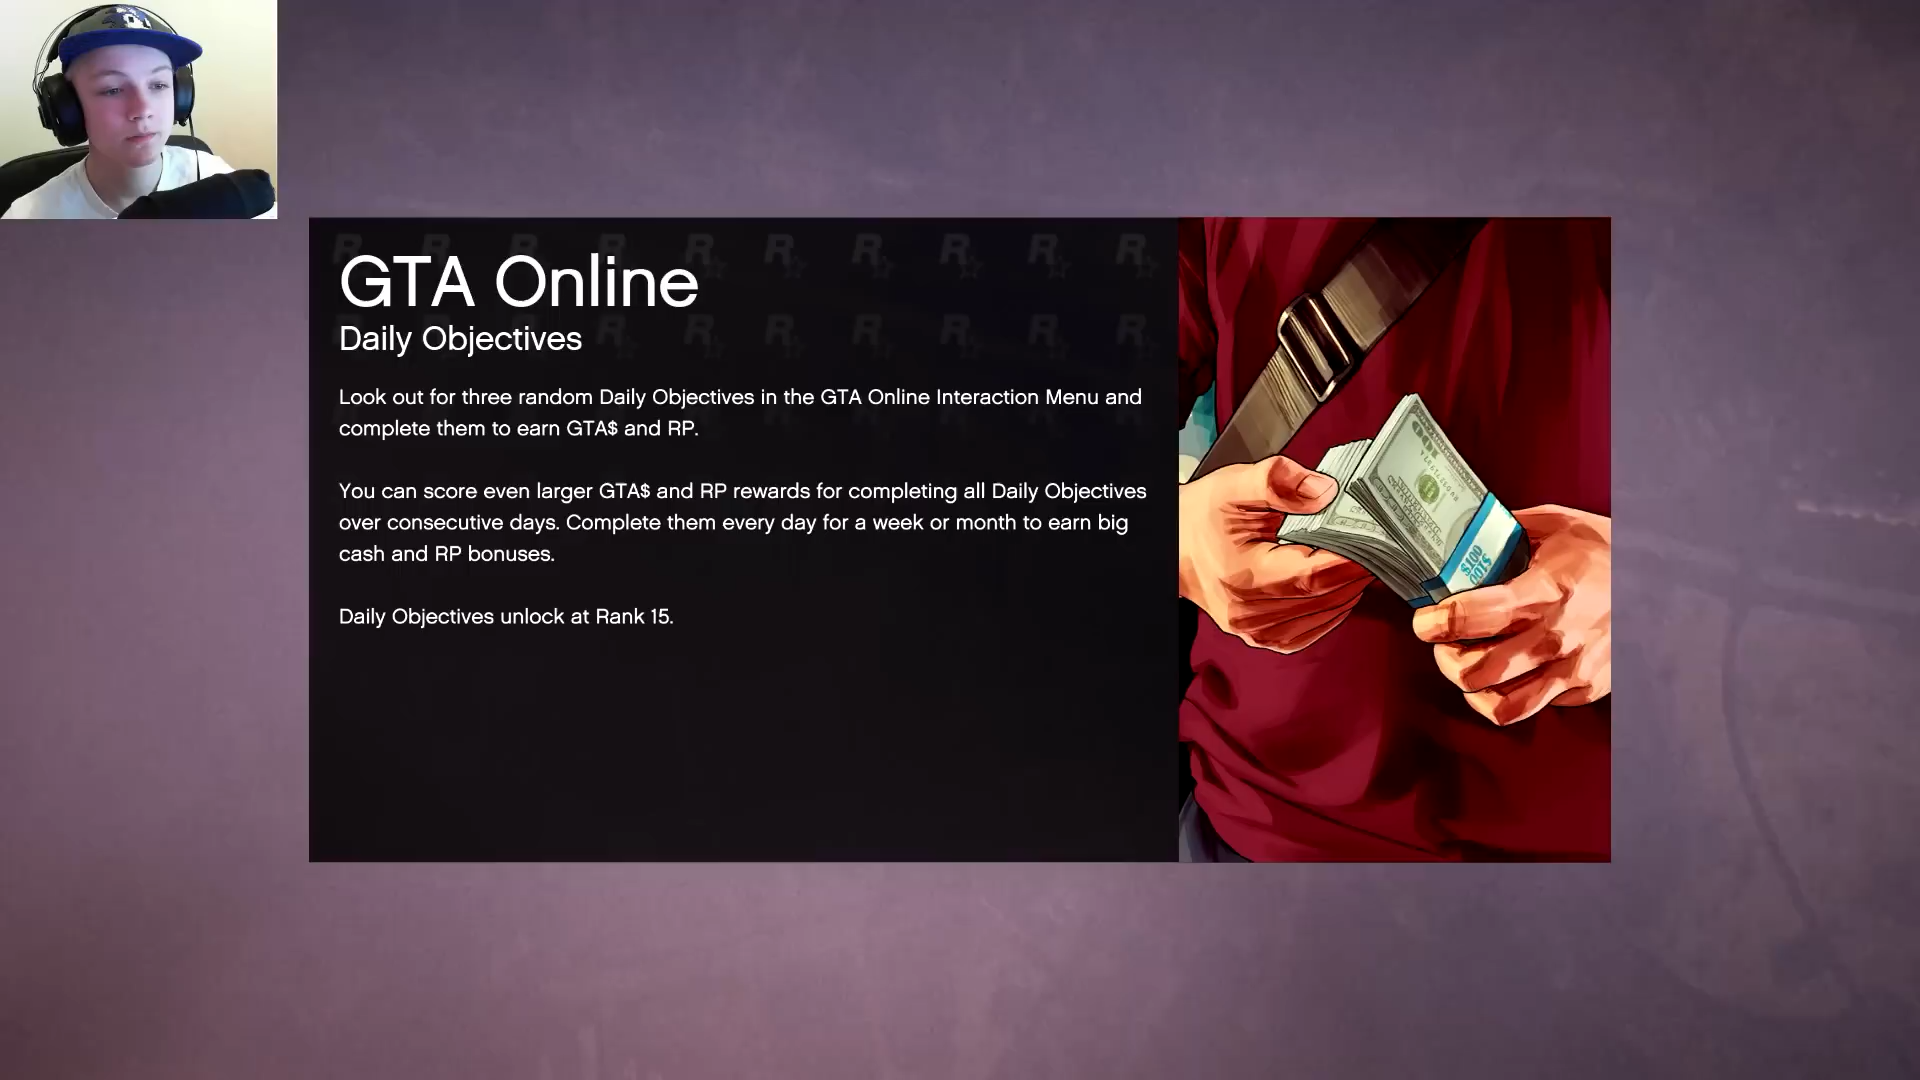 GTA Online
Daily Objectives
Look out for three random Daily Objectives in the GTA Online Interaction Menu and
complete them to earn GTA$ and RP.
You can score even larger GTA$ and RP rewards for completing all Daily Objectives
over consecutive days. Complete them every day for a week or month to earn big
cash and RP bonuses.
Daily Objectives unlock at Rank 15.
100
$100